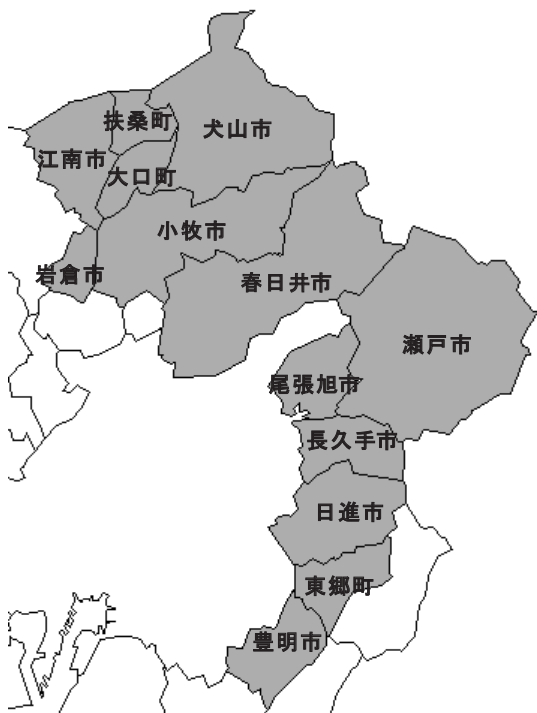 扶桑町
犬山市
江南市
大口町
小牧市
岩倉市
春日井市
瀬戸市
尾張旭市
長久手市
日進市
東郷町
豊明市